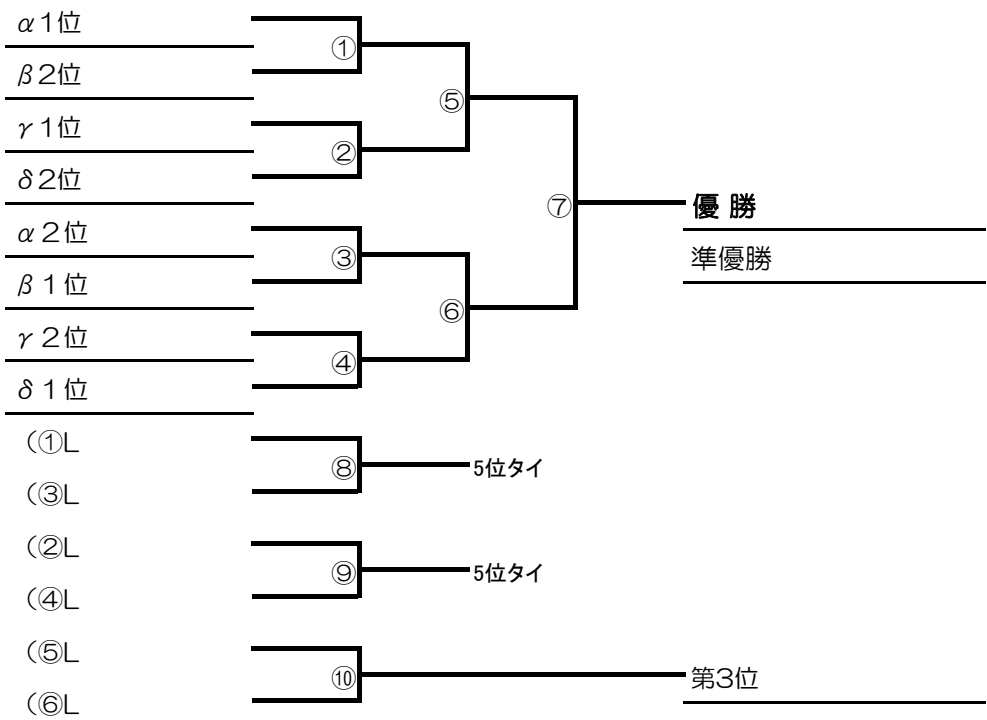 α1位
①
β2位
⑤
γ1位
②
δ2位
⑦
優 勝
α2位
③
準優勝
β1位
⑥
γ2位
④
δ1位
(①L
⑧
5位タイ
(③L
(②L
⑨
5位タイ
(④L
(⑤L
⑩
第3位
(⑥L